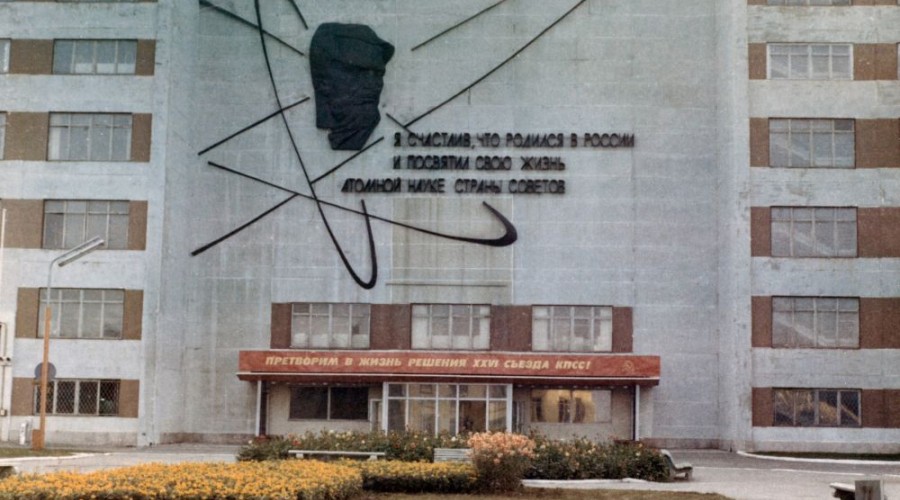 Я СЧАСТЛИВ, ЧТО РОДИЛСЯ В РОССИИ
И ПОСВЯТИЛ СВОЮ ЖИЗНЬ
АТОМНОЙ НАУКЕ СТРАНЫ СОВЕТОВ
ПРЕТВОРИМ В ЖИЗНЬ РЕШЕНИЯ XXVI СЪЕЗДА КПСС!